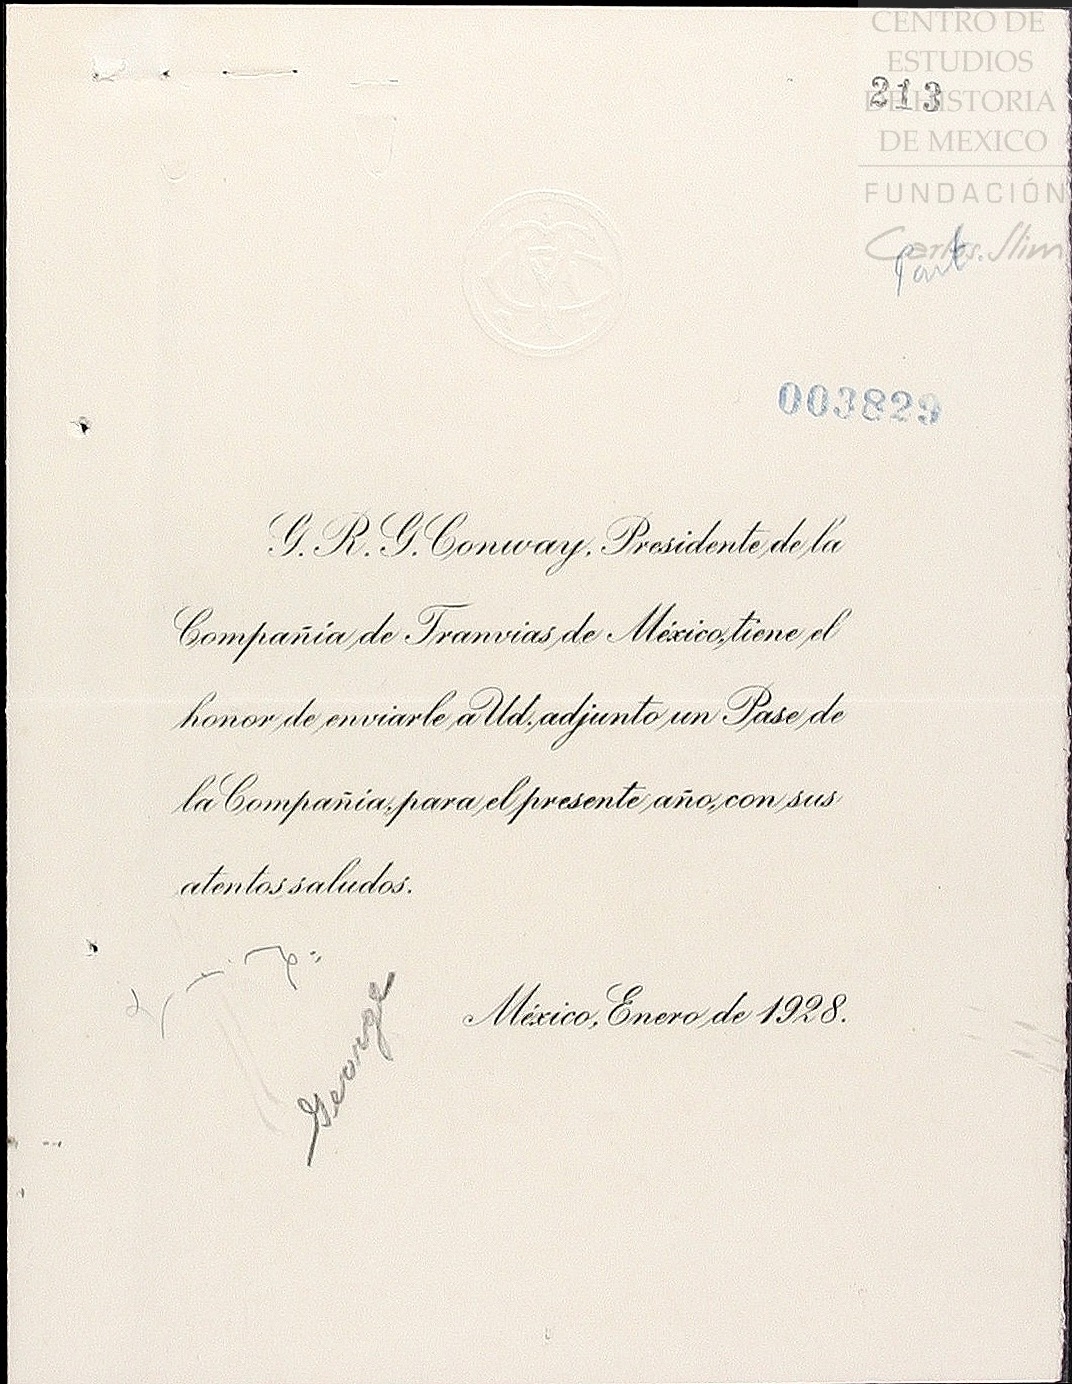 CENTRO DE
ESTUDIOS
DE HISTORIA
DE MEXICO
FUNDACIÓN
Carlos Slim
213
003829
G. R. G. Conway, Presidente de la
Compañía de Tranvias de México, tiene el
honor de enviarle a Ud. adjunto un Pase de
la Compañía, para el presente año, con sus
atentos saludos.
México, Enero de 1928.
George